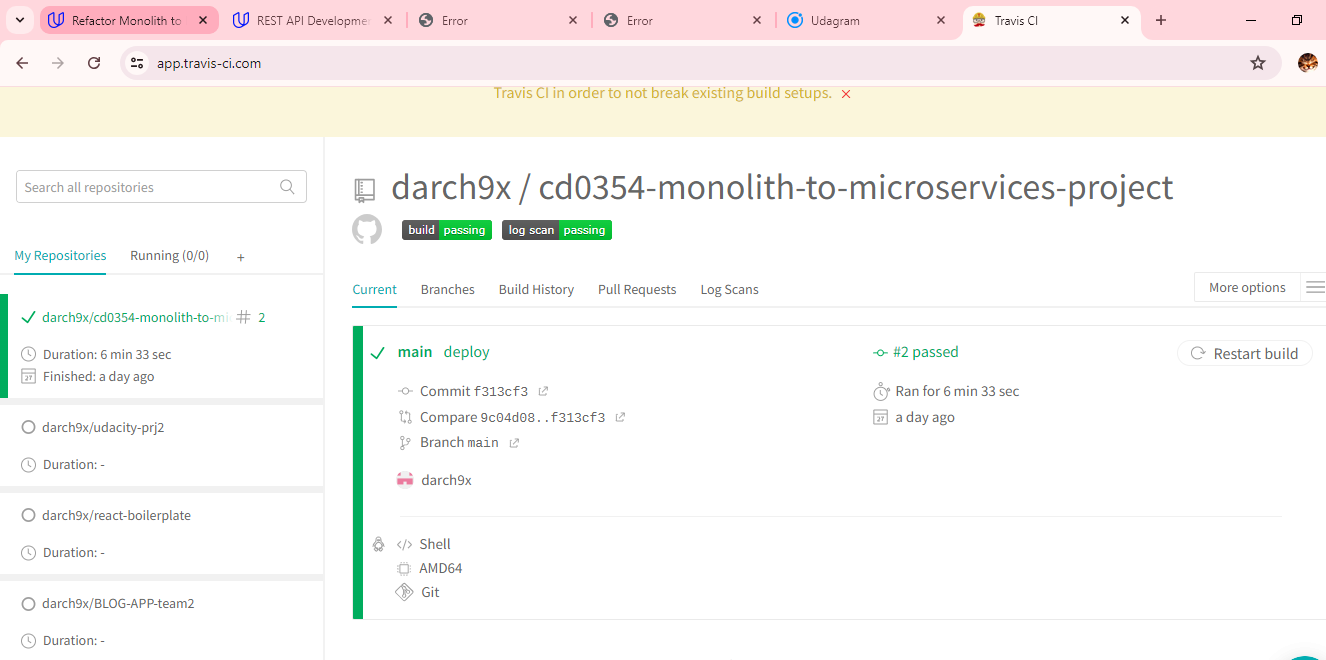 Refactor Monolith to
REST API Developme
Error
Error
Udagram
Travis CI
app.travis-ci.com
Travis CI in order to not break existing build setups.
Search all repositories
My Repositories Running (0/0) +
darch9x/cd0354-monolith-to-mi # 2
Duration: 6 min 33 sec
Finished: a day ago
darch9x/udacity-prj2
Duration: -
darch9x/react-boilerplate
Duration: -
darch9x/BLOG-APP-team2
Duration: -
darch9x / cd0354-monolith-to-microservices-project
build passing log scan passing
Current Branches Build History Pull Requests Log Scans
More options
main deploy
#2 passed
Restart build
Commit f313cf3
Ran for 6 min 33 sec
Compare 9c04d08..f313cf3
a day ago
Branch main
darch9x
</> Shell
AMD64
Git